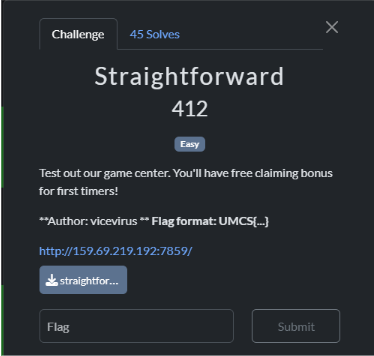 Challenge
45 Solves
Straightforward
412
Easy
Test out our game center. You'll have free claiming bonus
for first timers!
**Author: vicevirus ** Flag format: UMCS{...}
http://159.69.219.192:7859/
straightfor...
Flag
Submit